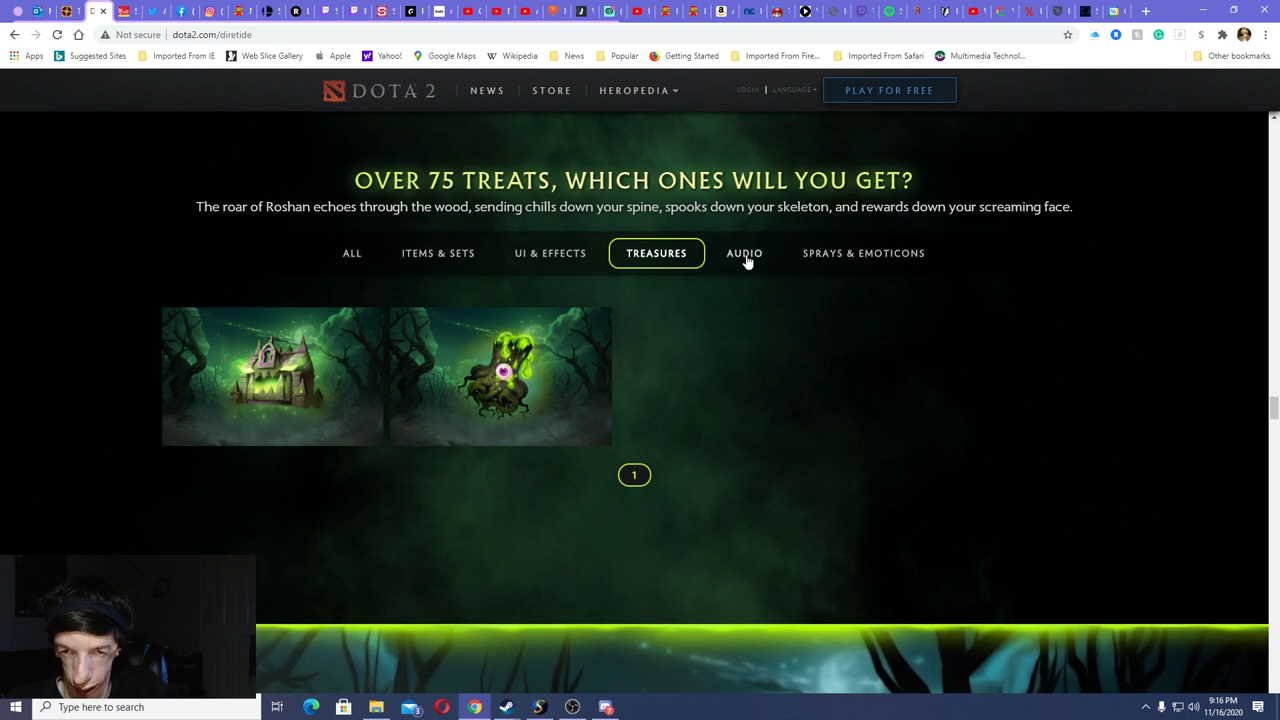 Not secure
dota2.com/diretide
Apps
Suggested Sites
Imported From IE
Web Slice Gallery
Apple
Yahoo!
Google Maps
Wikipedia
News
Popular
Getting Started
Imported From Fire...
Imported From Safari
Multimedia Technol...
Other bookmarks
DOTA 2
NEWS
STORE
HEROPEDIA
LOGIN
LANGUAGE
PLAY FOR FREE
OVER 75 TREATS, WHICH ONES WILL YOU GET?
The roar of Roshan echoes through the wood, sending chills down your spine, spooks down your skeleton, and rewards down your screaming face.
ALL
ITEMS & SETS
UI & EFFECTS
TREASURES
AUDIO
SPRAYS & EMOTICONS
1
Type here to search
9:16 PM
11/16/2020